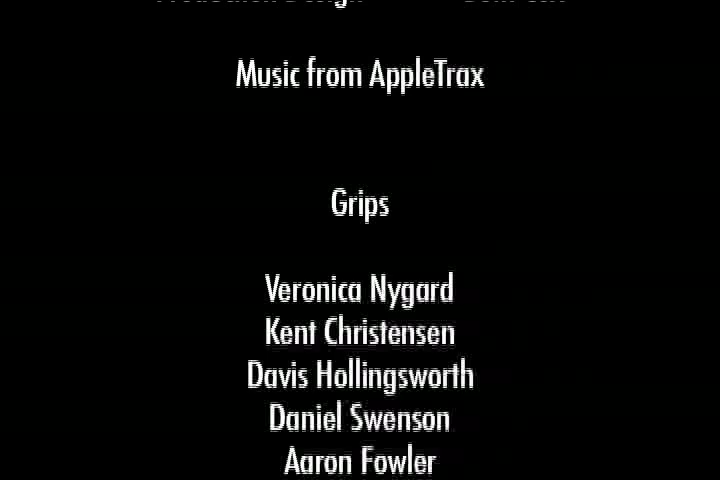 Music from AppleTrax
Grips
Veronica Nygard
Kent Christensen
Davis Hollingsworth
Daniel Swenson
Aaron Fowler